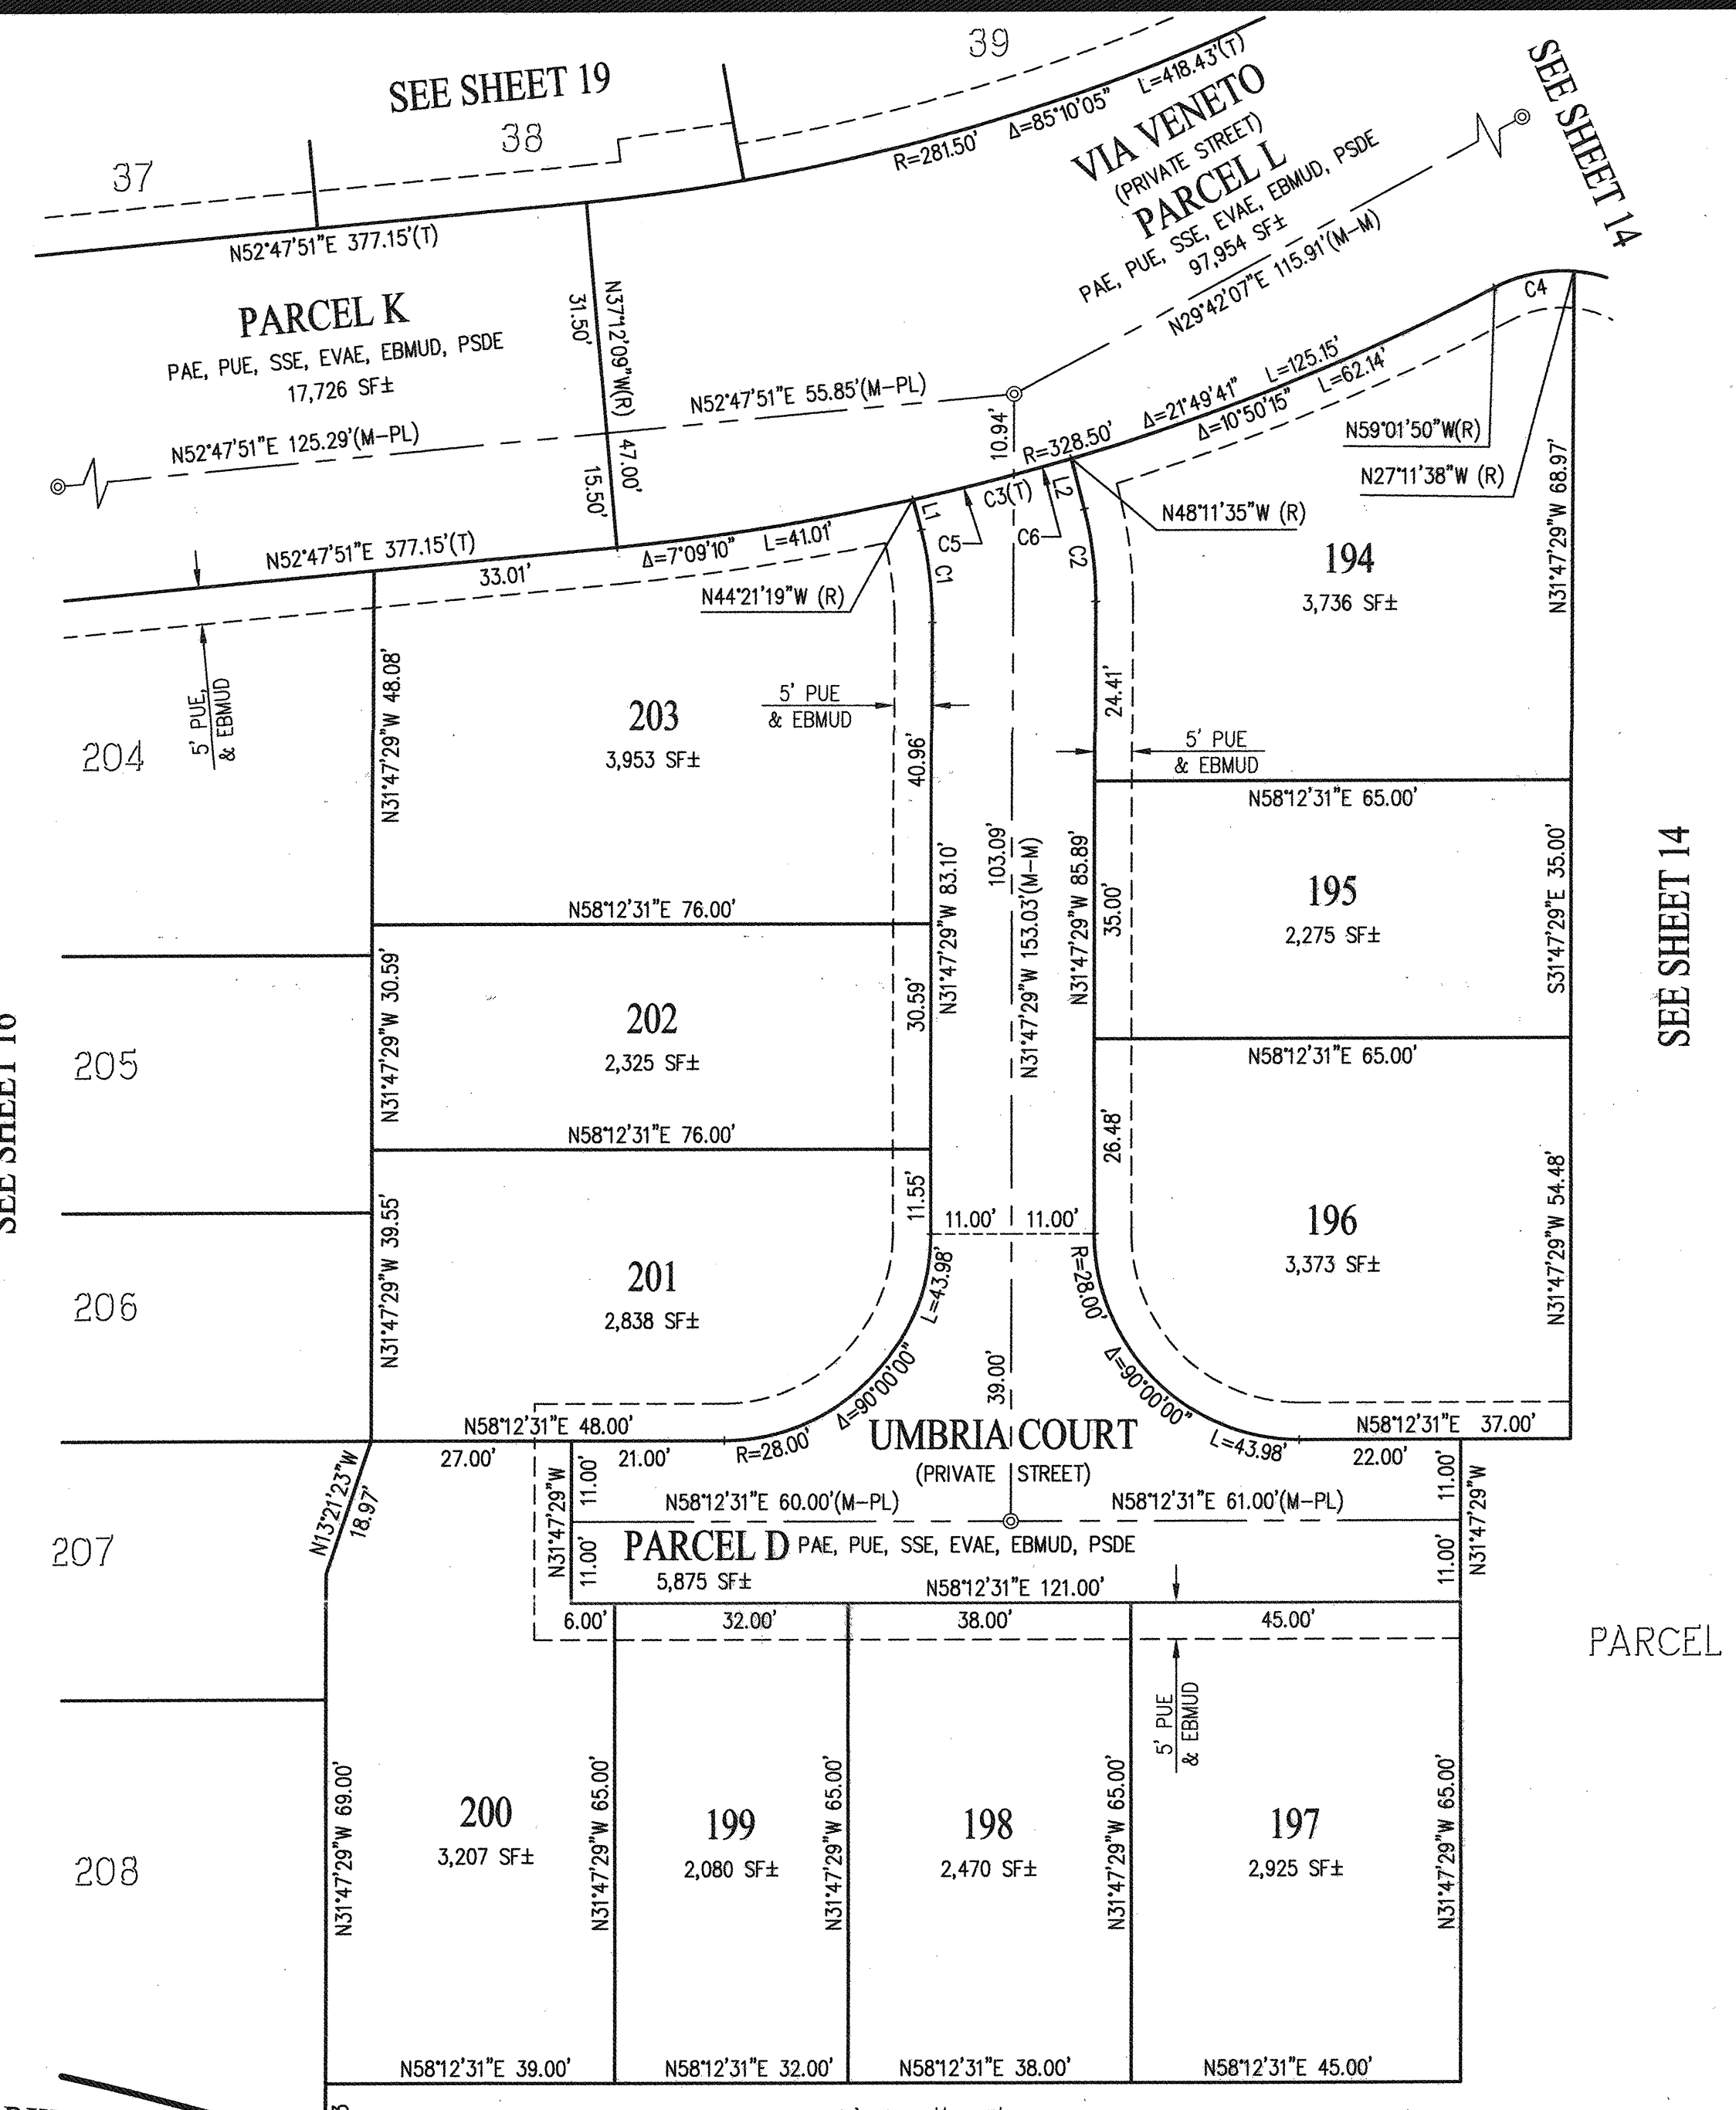 SEE SHEET 19
39
38
37
SEE SHEET 14
R=281.50' Δ=85°10'05" L=418.43'(T)
VIA VENETO
(PRIVATE STREET)
PARCEL L
PAE, PUE, SSE, EVAE, EBMUD, PSDE
97,954 SF±
N29°42'07"E 115.91'(M-M)
N52°47'51"E 377.15'(T)
PARCEL K
PAE, PUE, SSE, EVAE, EBMUD, PSDE
17,726 SF±
N37°12'09"W(R)
31.50'
47.00'
15.50'
N52°47'51"E 125.29'(M-PL)
N52°47'51"E 55.85'(M-PL)
10.94'
R=328.50'
Δ=21°49'41" L=125.15'
Δ=10°50'15" L=62.14'
C4
N59°01'50"W(R)
N27°11'38"W (R)
N48°11'35"W (R)
C3(T)
L1
L2
C5
C6
C1
C2
N52°47'51"E 377.15'(T)
33.01'
Δ=7°09'10" L=41.01'
N44°21'19"W (R)
194
3,736 SF±
N31°47'29"W 68.97'
24.41'
5' PUE
& EBMUD
N58°12'31"E 65.00'
204
5' PUE,
& EBMUD
N31°47'29"W 48.08'
203
3,953 SF±
5' PUE
& EBMUD
40.96'
N58°12'31"E 76.00'
N31°47'29"W 83.10'
103.09'
N31°47'29"W 153.03'(M-M)
N31°47'29"W 85.89'
35.00'
195
2,275 SF±
S31°47'29"E 35.00'
SEE SHEET 14
N58°12'31"E 65.00'
205
N31°47'29"W 30.59'
202
2,325 SF±
30.59'
N58°12'31"E 76.00'
206
N31°47'29"W 39.55'
201
2,838 SF±
11.55'
11.00' 11.00'
26.48'
196
3,373 SF±
N31°47'29"W 54.48'
L=43.98'
Δ=90°00'00"
R=28.00'
R=28.00'
Δ=90°00'00"
L=43.98'
39.00'
N58°12'31"E 48.00'
27.00'
21.00'
UMBRIA COURT
(PRIVATE STREET)
N58°12'31"E 37.00'
22.00'
N13°21'23"W
18.97'
N31°47'29"W
11.00'
11.00'
N58°12'31"E 60.00'(M-PL)
N58°12'31"E 61.00'(M-PL)
11.00'
11.00'
N31°47'29"W
207
PARCEL D PAE, PUE, SSE, EVAE, EBMUD, PSDE
5,875 SF±
N58°12'31"E 121.00'
6.00'
32.00'
38.00'
45.00'
PARCEL
5' PUE
& EBMUD
208
N31°47'29"W 69.00'
200
3,207 SF±
N31°47'29"W 65.00'
199
2,080 SF±
N31°47'29"W 65.00'
198
2,470 SF±
N31°47'29"W 65.00'
197
2,925 SF±
N31°47'29"W 65.00'
N58°12'31"E 39.00'
N58°12'31"E 32.00'
N58°12'31"E 38.00'
N58°12'31"E 45.00'